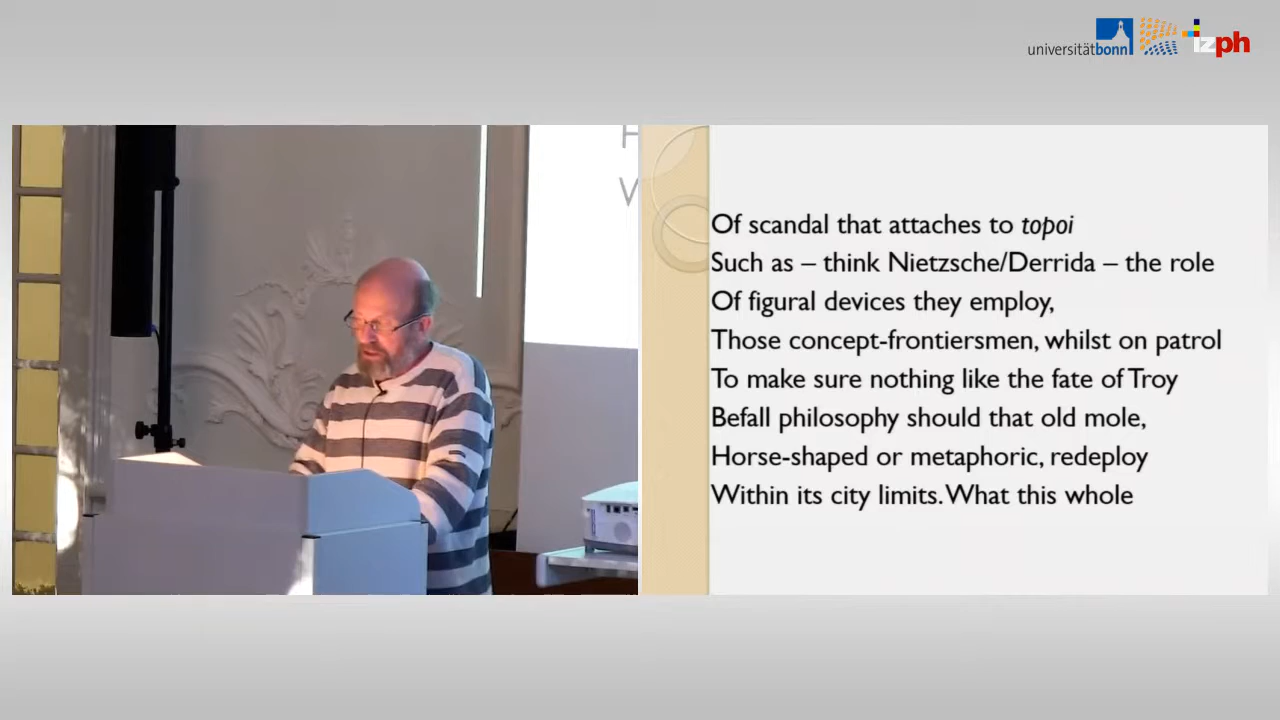 universitätbonn
izph
Of scandal that attaches to topoi
Such as – think Nietzsche/Derrida – the role
Of figural devices they employ,
Those concept-frontiersmen, whilst on patrol
To make sure nothing like the fate of Troy
Befall philosophy should that old mole,
Horse-shaped or metaphoric, redeploy
Within its city limits. What this whole